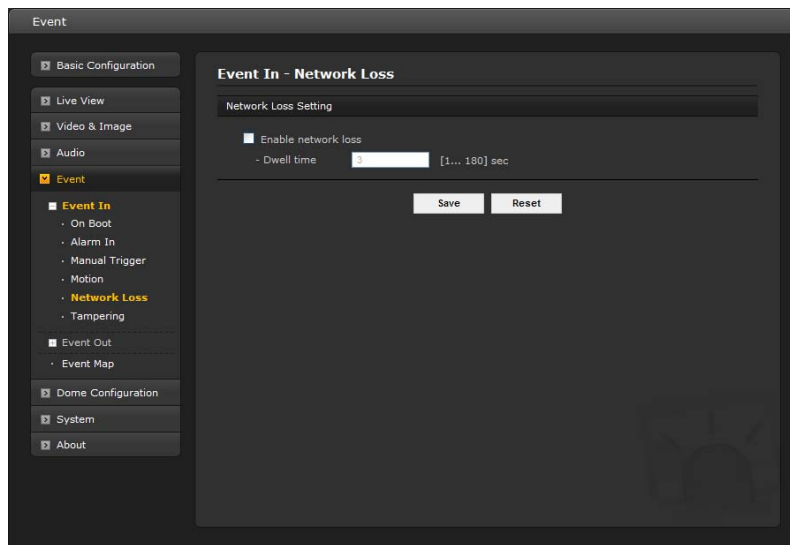 Event
Basic Configuration
Live View
Video & Image
Audio
Event
Event In
· On Boot
· Alarm In
· Manual Trigger
· Motion
· Network Loss
· Tampering
Event Out
· Event Map
Dome Configuration
System
About
Event In - Network Loss
Network Loss Setting
Enable network loss
- Dwell time 3 [1... 180] sec
Save Reset